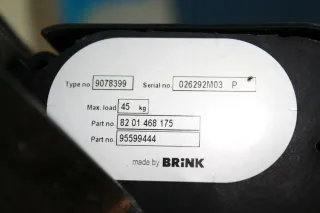 Type no. 9078399 Serial no. 026292M03 P
Max. load 45 kg
Part no. 82 01 468 175
Part no. 95599444
made by BRINK